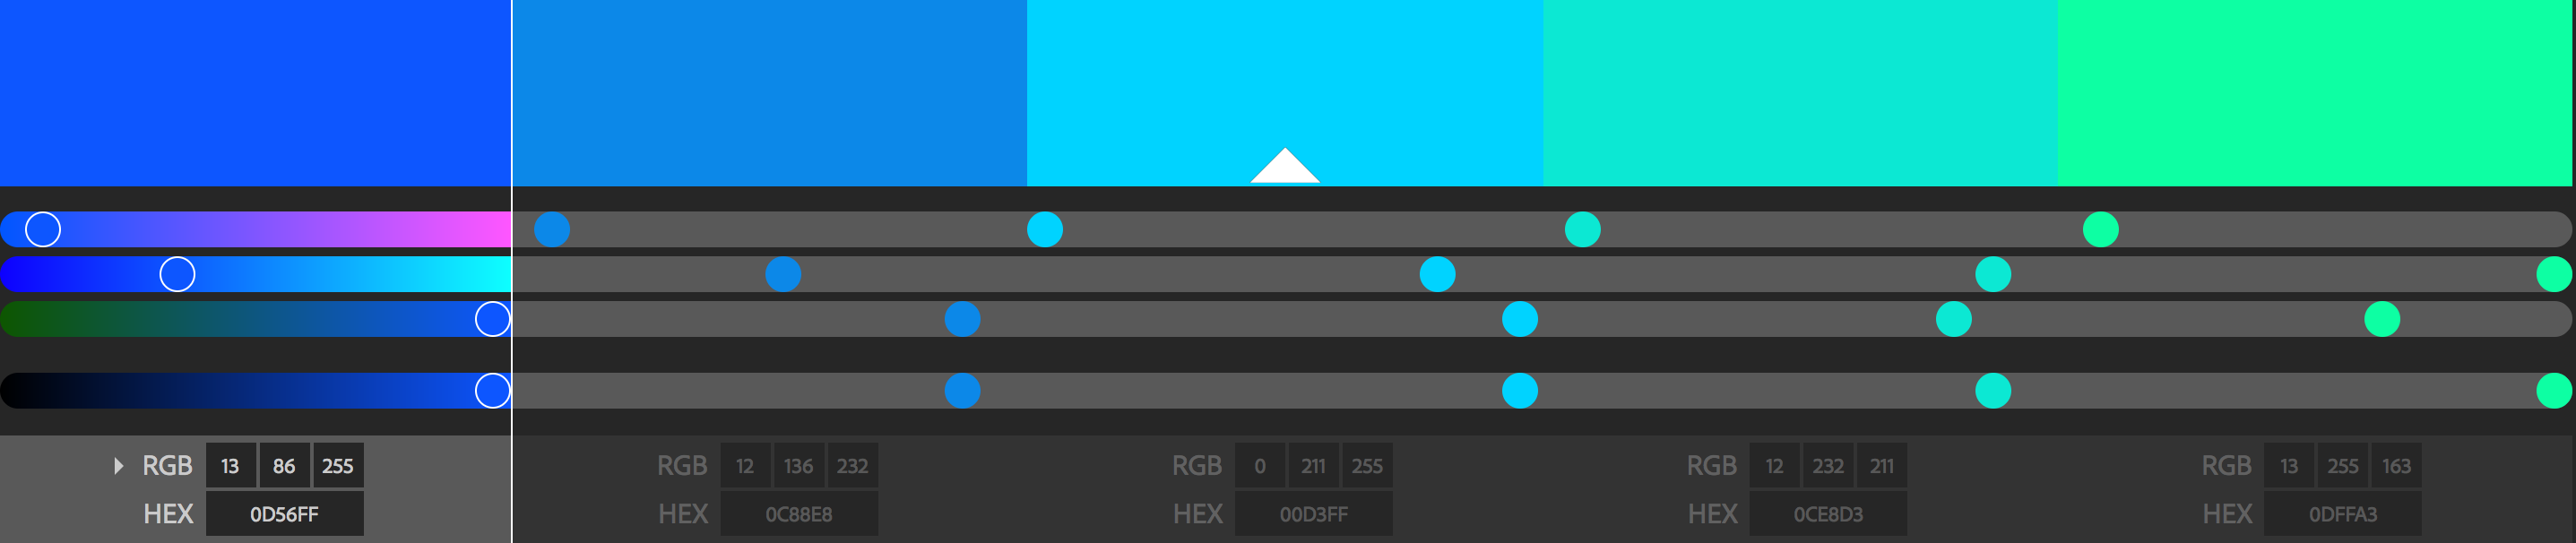 RGB 13 86 255 RGB 12 136 232 RGB 0 211 255 RGB 12 232 211 RGB 13 255 163
HEX 0D56FF HEX 0C88E8 HEX 00D3FF HEX 0CE8D3 HEX 0DFFA3